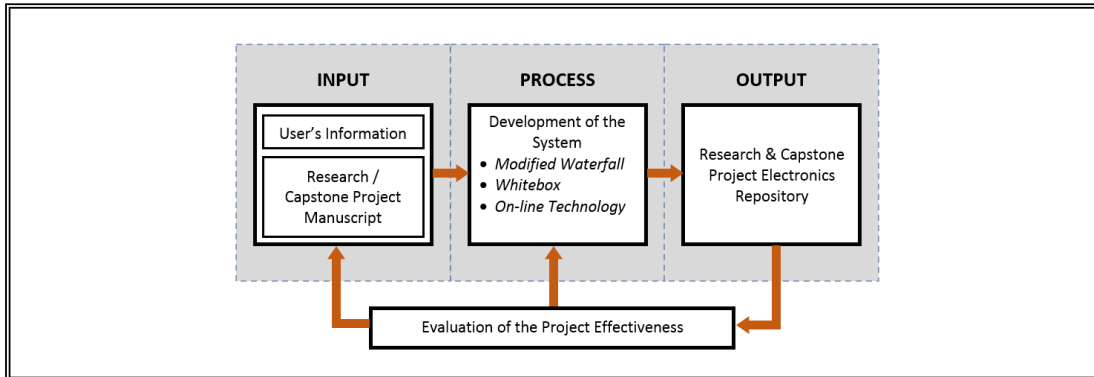 INPUT
User's Information
Research /
Capstone Project
Manuscript
PROCESS
Development of the
System
• Modified Waterfall
• Whitebox
• On-line Technology
OUTPUT
Research & Capstone
Project Electronics
Repository
Evaluation of the Project Effectiveness